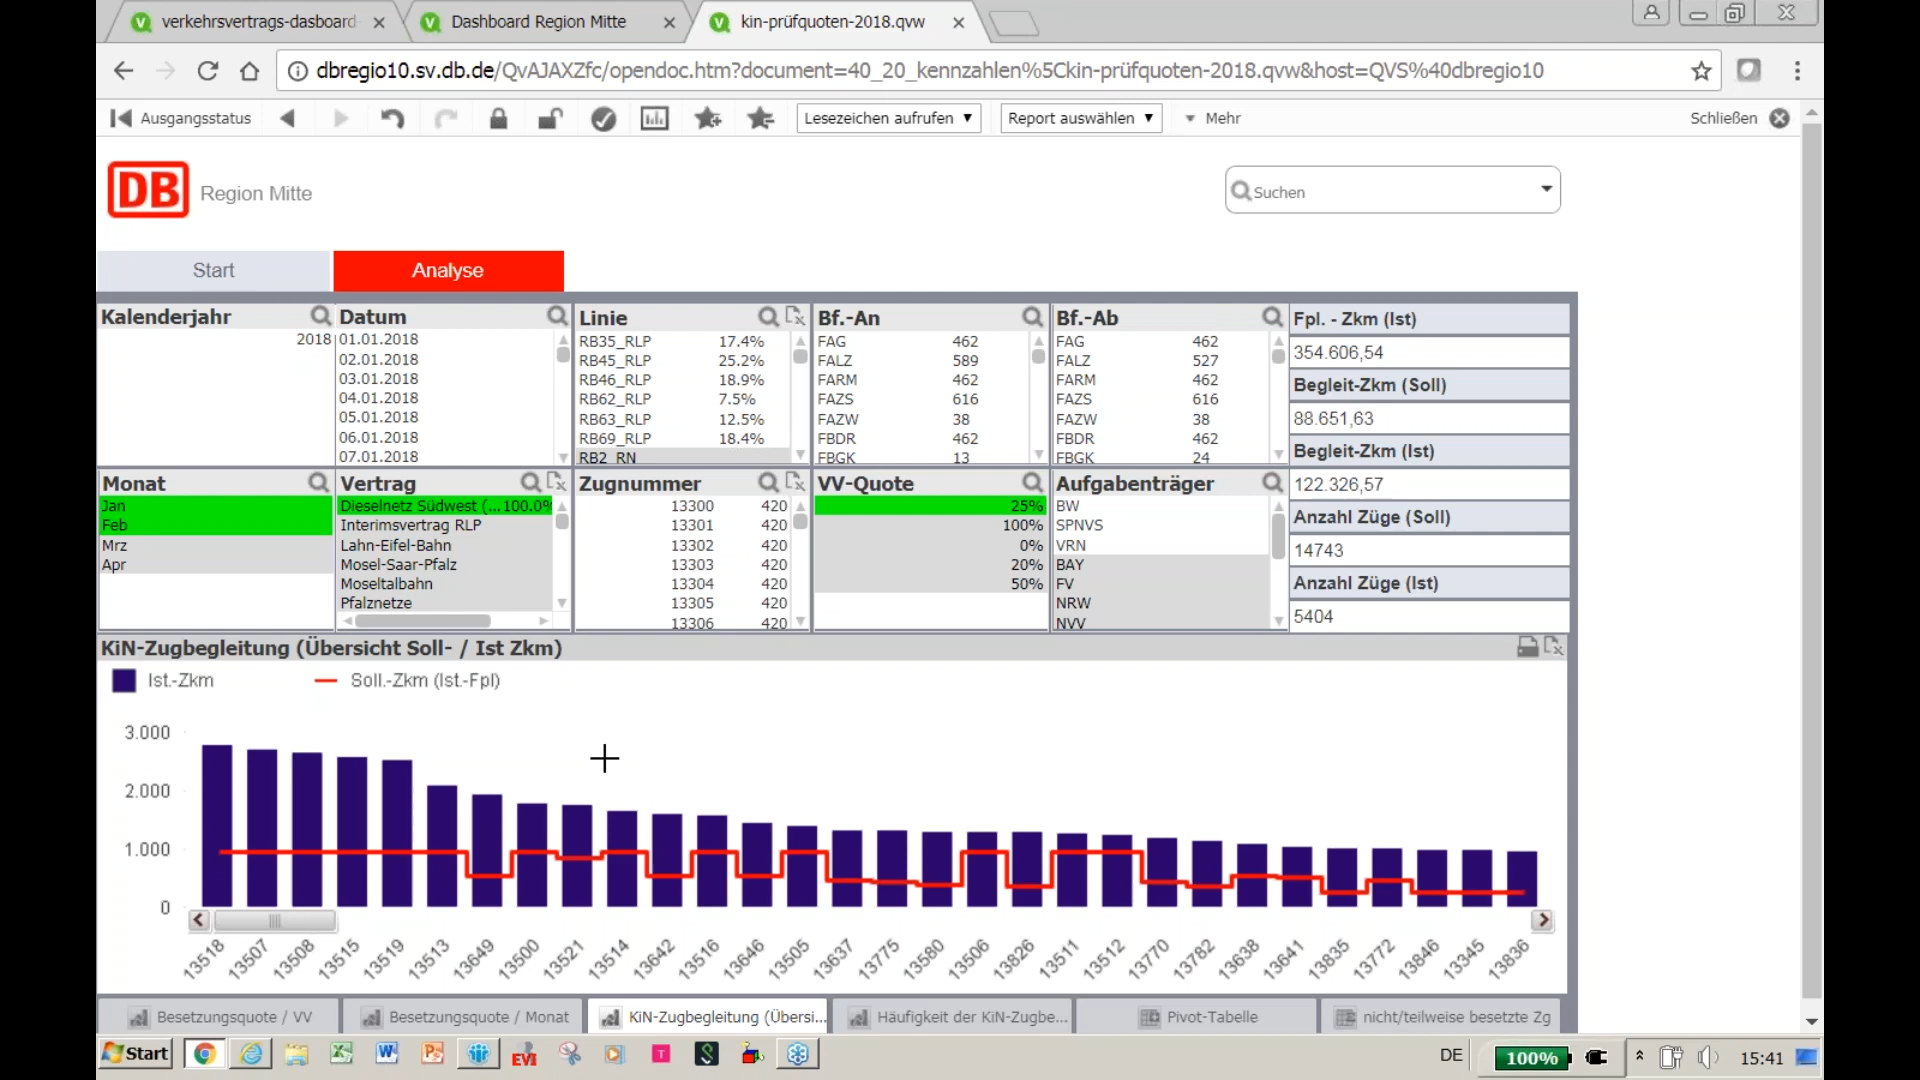 verkehrsvertrags-dasboard
Dashboard Region Mitte
kin-prüfquoten-2018.qvw
dbregio10.sv.db.de/QvAJAXZfc/opendoc.htm?document=40_20_kennzahlen%5Ckin-prüfquoten-2018.qvw&host=QVS%40dbregio10
Ausgangsstatus
Lesezeichen aufrufen
Report auswählen
Mehr
Schließen
DB
Region Mitte
Suchen
Start
Analyse
Kalenderjahr
2018
Datum
01.01.2018
02.01.2018
03.01.2018
04.01.2018
05.01.2018
06.01.2018
07.01.2018
Linie
RB35_RLP 17.4%
RB45_RLP 25.2%
RB46_RLP 18.9%
RB62_RLP 7.5%
RB63_RLP 12.5%
RB69_RLP 18.4%
RB2_RN
Bf.-An
FAG 462
FALZ 589
FARM 462
FAZS 616
FAZW 38
FBDR 462
FBGK 13
Bf.-Ab
FAG 462
FALZ 527
FARM 462
FAZS 616
FAZW 38
FBDR 462
FBGK 24
Fpl. - Zkm (Ist)
354.606,54
Begleit-Zkm (Soll)
88.651,63
Begleit-Zkm (Ist)
122.326,57
Anzahl Züge (Soll)
14743
Anzahl Züge (Ist)
5404
Monat
Jan
Feb
Mrz
Apr
Vertrag
Dieselnetz Südwest (... 100.0%
Interimsvertrag RLP
Lahn-Eifel-Bahn
Mosel-Saar-Pfalz
Moseltalbahn
Pfalznetze
Zugnummer
13300 420
13301 420
13302 420
13303 420
13304 420
13305 420
13306 420
VV-Quote
25%
100%
0%
20%
50%
Aufgabenträger
BW
SPNVS
VRN
BAY
FV
NRW
NVV
KiN-Zugbegleitung (Übersicht Soll- / Ist Zkm)
Ist.-Zkm
Soll.-Zkm (Ist.-Fpl)
3.000
2.000
1.000
0
13518 13507 13508 13515 13519 13513 13649 13500 13521 13514 13642 13516 13646 13505 13637 13775 13580 13506 13826 13511 13512 13770 13782 13638 13641 13835 13772 13846 13345 13836
Besetzungsquote / VV
Besetzungsquote / Monat
KiN-Zugbegleitung (Übersi...
Häufigkeit der KiN-Zugbe...
Pivot-Tabelle
nicht/teilweise besetzte Zg
Start
EVI
DE
100%
15:41